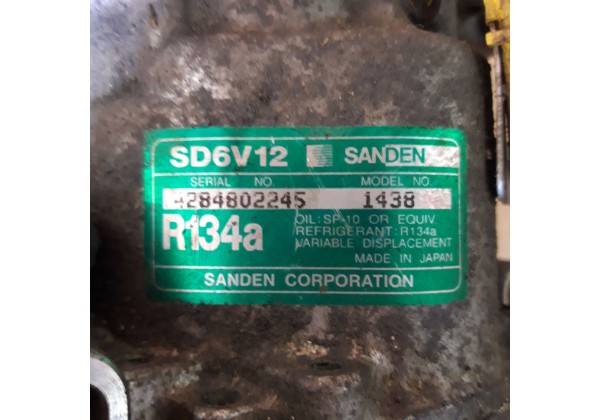 SD6V12 SANDEN
SERIAL NO. MODEL NO.
4284802245 1438
R134a
OIL: SP-10 OR EQUIV.
REFRIGERANT: R134a
VARIABLE DISPLACEMENT
MADE IN JAPAN
SANDEN CORPORATION